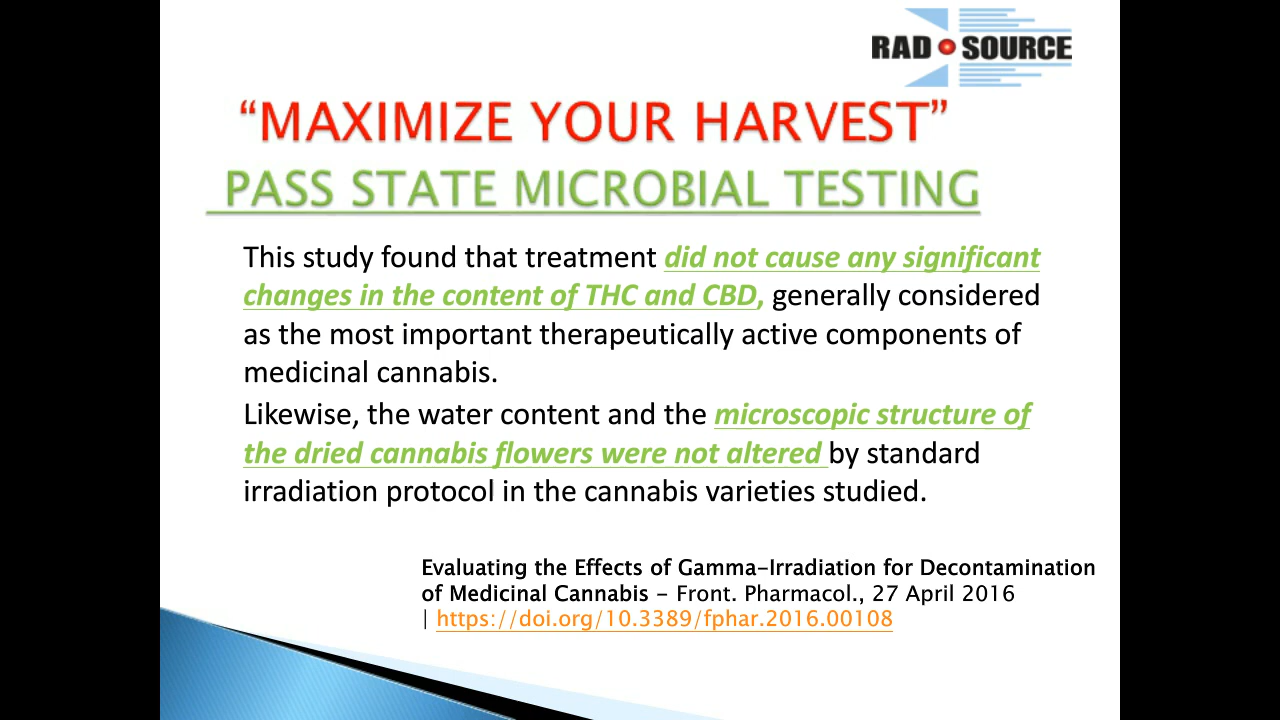 RAD SOURCE
“MAXIMIZE YOUR HARVEST”
PASS STATE MICROBIAL TESTING
This study found that treatment did not cause any significant
changes in the content of THC and CBD, generally considered
as the most important therapeutically active components of
medicinal cannabis.
Likewise, the water content and the microscopic structure of
the dried cannabis flowers were not altered by standard
irradiation protocol in the cannabis varieties studied.
Evaluating the Effects of Gamma-Irradiation for Decontamination
of Medicinal Cannabis – Front. Pharmacol., 27 April 2016
| https://doi.org/10.3389/fphar.2016.00108